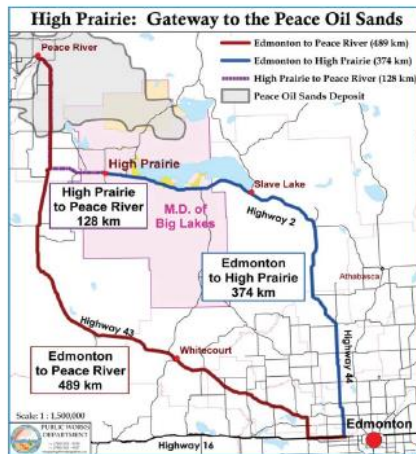 High Prairie: Gateway to the Peace Oil Sands
Edmonton to Peace River (489 km)
Edmonton to High Prairie (374 km)
High Prairie to Peace River (128 km)
Peace Oil Sands Deposit
Peace River
High Prairie
High Prairie
to Peace River
128 km
M.D. of
Big Lakes
Slave Lake
Highway 2
Edmonton
to High Prairie
374 km
Athabasca
Highway 43
Whitecourt
Highway 44
Edmonton
to Peace River
489 km
Scale: 1 : 1,500,000
PUBLIC WORKS
DEPARTMENT
Highway 16
Edmonton